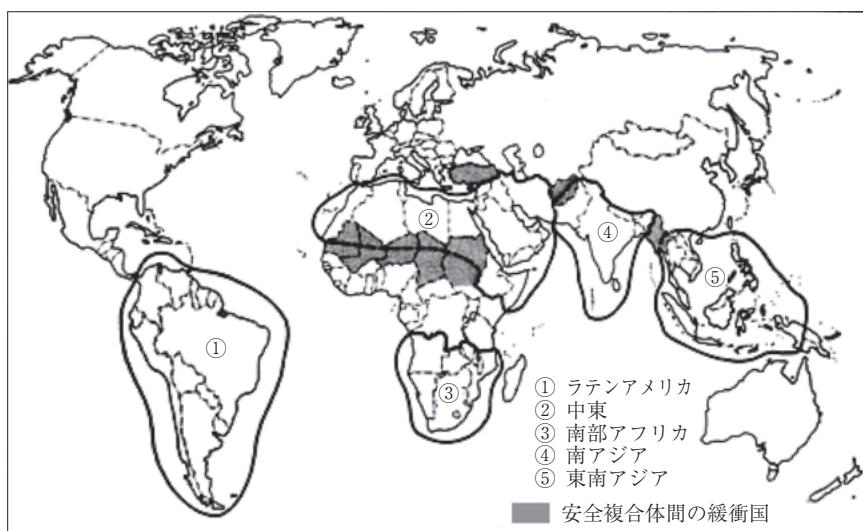 ①
②
③
④
⑤
① ラテンアメリカ
② 中東
③ 南部アフリカ
④ 南アジア
⑤ 東南アジア
安全複合体間の緩衝国